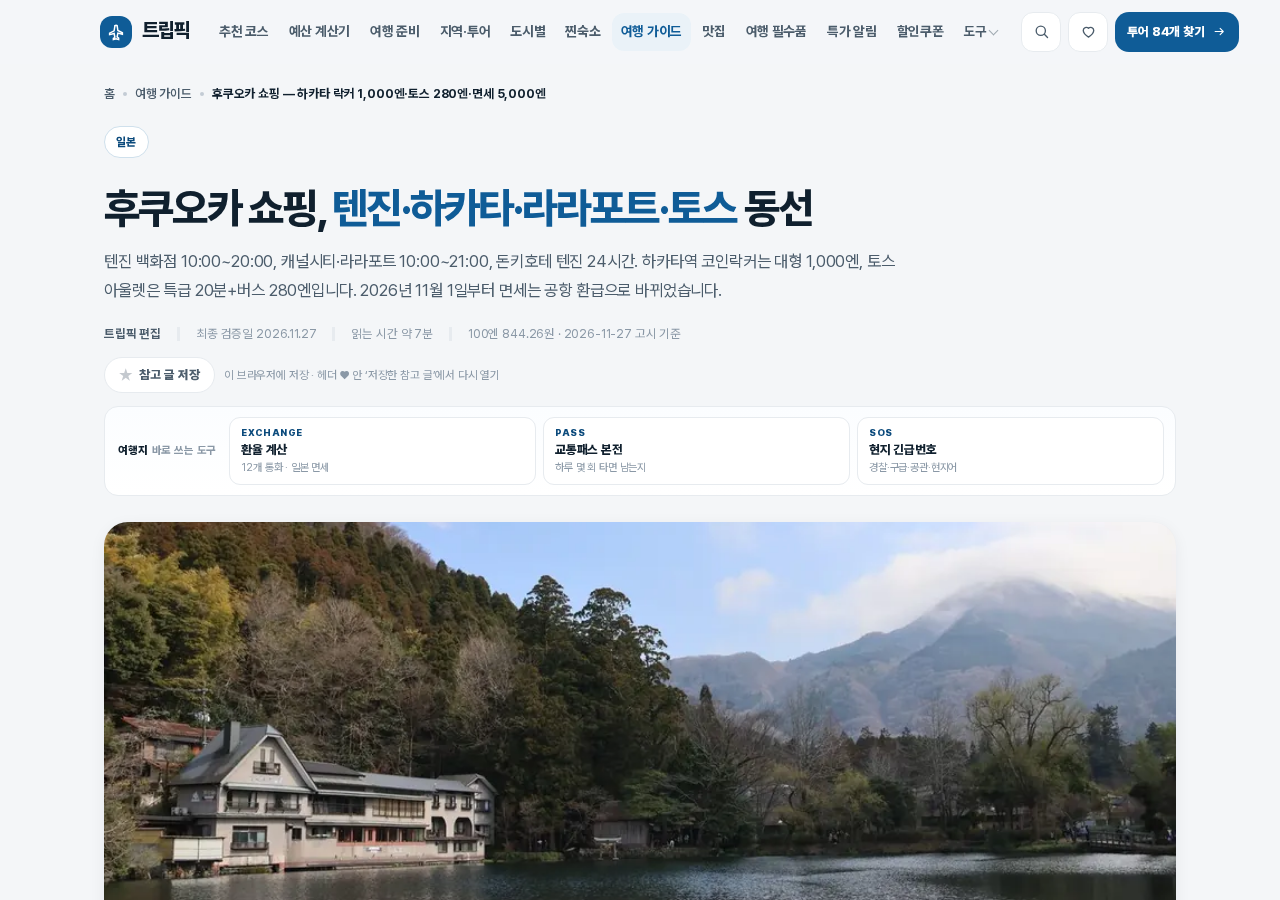 트립픽
추천 코스 예산 계산기 여행 준비 지역·투어 도시별 찐숙소 여행 가이드 맛집 여행 필수품 특가 알림 할인쿠폰 도구
투어 84개 찾기 →
홈 • 여행 가이드 • 후쿠오카 쇼핑 — 하카타 락커 1,000엔·토스 280엔·면세 5,000엔
일본
후쿠오카 쇼핑, 텐진·하카타·라라포트·토스 동선
텐진 백화점 10:00~20:00, 캐널시티·라라포트 10:00~21:00, 돈키호테 텐진 24시간. 하카타역 코인락커는 대형 1,000엔, 토스
아울렛은 특급 20분+버스 280엔입니다. 2026년 11월 1일부터 면세는 공항 환급으로 바뀌었습니다.
트립픽 편집 최종 검증일 2026.11.27 읽는 시간 약 7분 100엔 844.26원 · 2026-11-27 고시 기준
★ 참고 글 저장 이 브라우저에 저장 · 헤더 ♥ 안 ‘저장한 참고 글’에서 다시 열기
여행지 바로 쓰는 도구
EXCHANGE
환율 계산
12개 통화 · 일본 면세
PASS
교통패스 본전
하루 몇 회 타면 남는지
SOS
현지 긴급번호
경찰·구급·공관·현지어